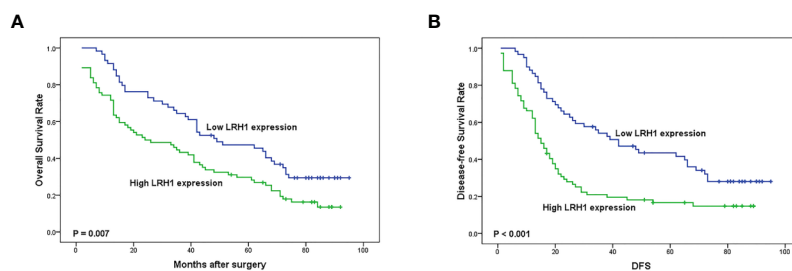 A
Overall Survival Rate
1.0
0.8
0.6
0.4
0.2
0.0
Low LRH1 expression
High LRH1 expression
P = 0.007
0 20 40 60 80 100
Months after surgery
B
Disease-free Survival Rate
1.0
0.8
0.6
0.4
0.2
0.0
Low LRH1 expression
High LRH1 expression
P < 0.001
0 20 40 60 80 100
DFS